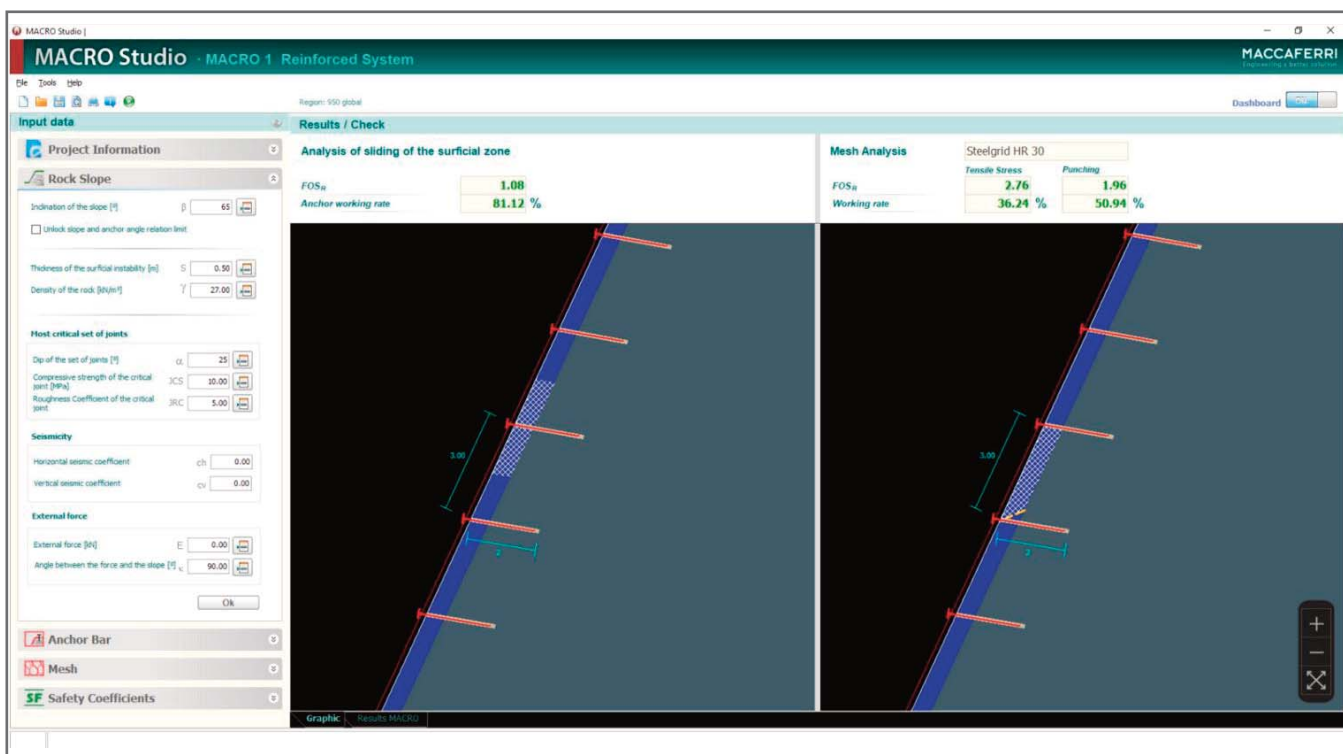 MACRO Studio |
MACRO Studio - MACRO 1 Reinforced System
MACCAFERRI
Engineering a better solution
File Tools Help
Region: 950 global
Dashboard ON
Input data
Project Information
Rock Slope
Inclination of the slope [º] β 65
Unlock slope and anchor angle relation limit
Thickness of the surficial instability [m] S 0.50
Density of the rock [kN/m³] γ 27.00
Most critical set of joints
Dip of the set of joints [º] α 25
Compressive strength of the critical joint [MPa] JCS 10.00
Roughness Coefficient of the critical joint JRC 5.00
Seismicity
Horizontal seismic coefficient ch 0.00
Vertical seismic coefficient cv 0.00
External force
External force [kN] E 0.00
Angle between the force and the slope [º] 90.00
Ok
Anchor Bar
Mesh
SF Safety Coefficients
Results / Check
Analysis of sliding of the surficial zone
FOSR 1.08
Anchor working rate 81.12 %
3.00
2
Mesh Analysis Steelgrid HR 30
Tensile Stress Punching
FOSR 2.76 1.96
Working rate 36.24 % 50.94 %
3.00
2
Graphic Results MACRO